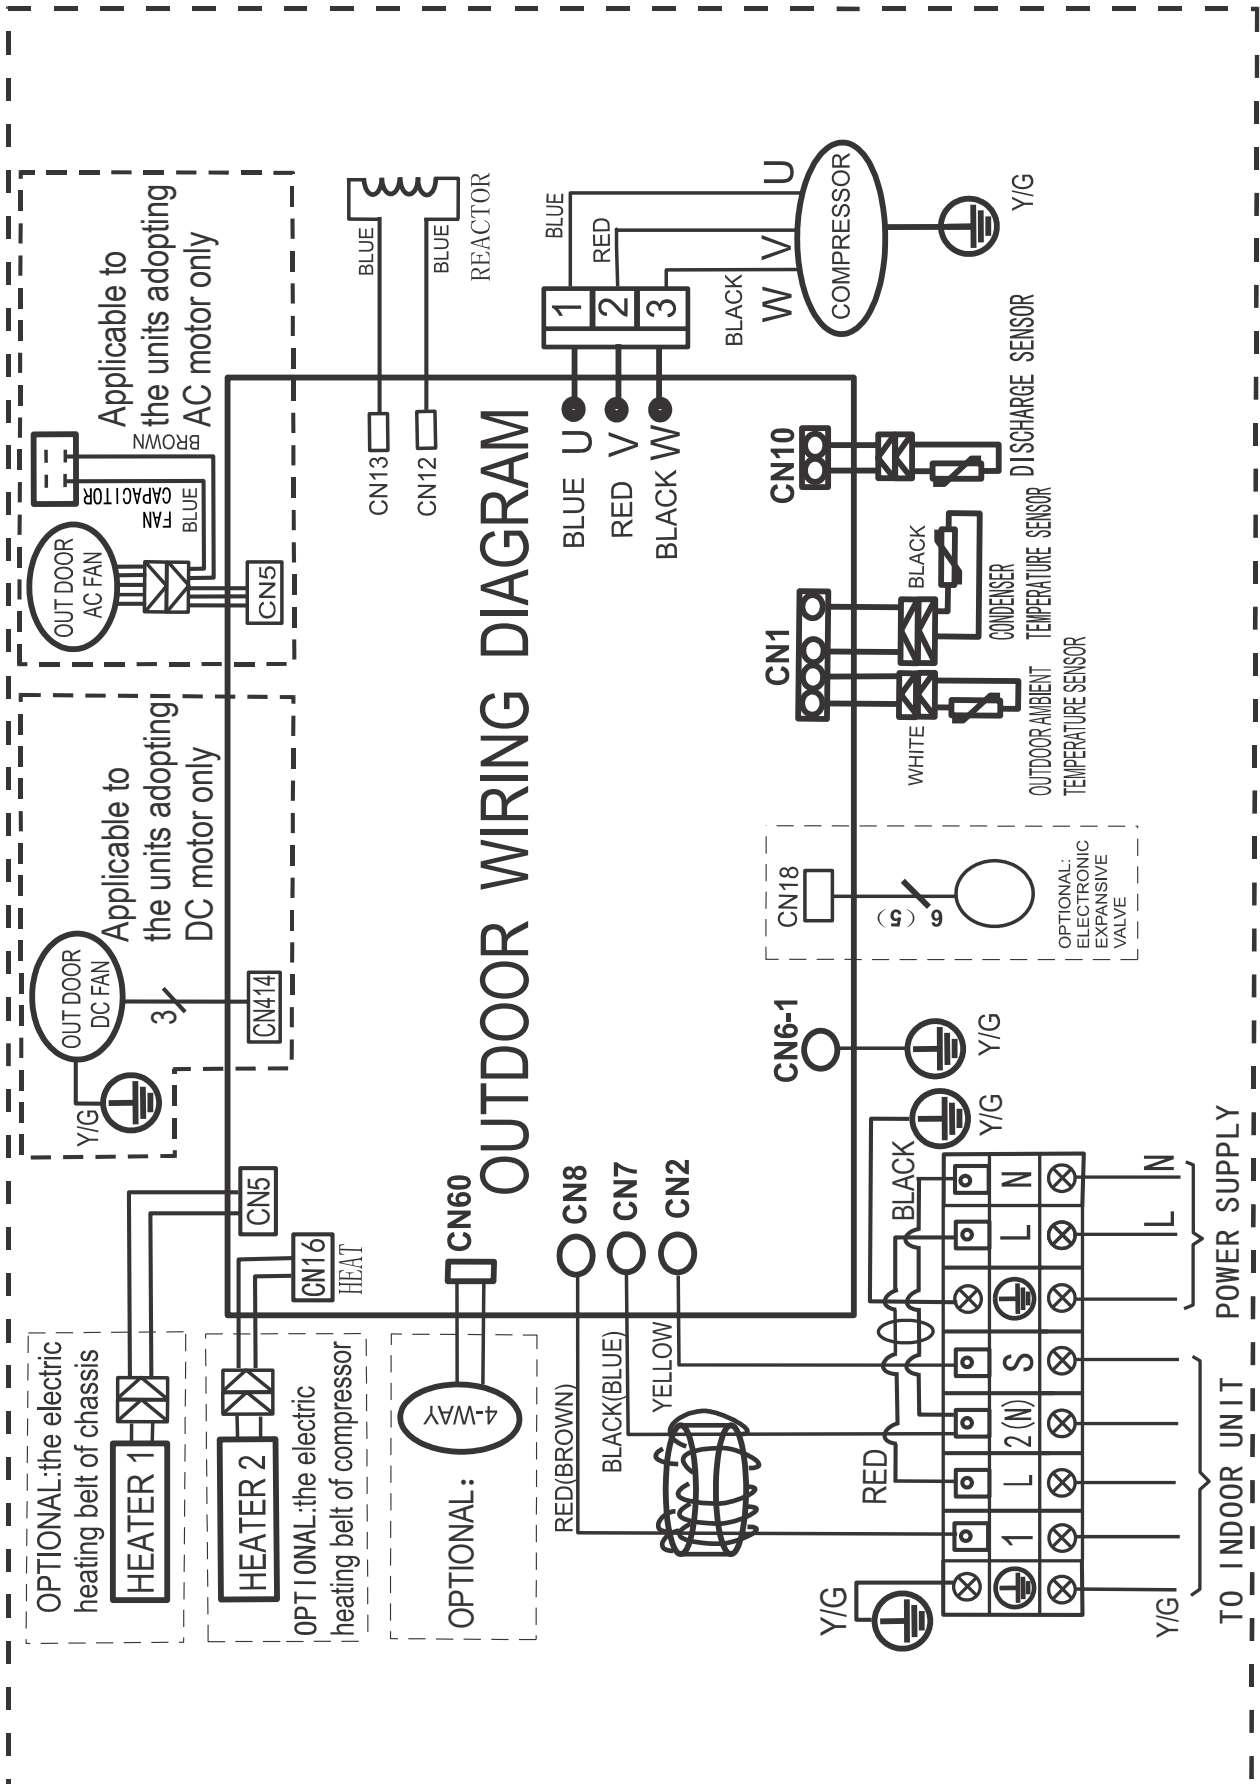 OUTDOOR WIRING DIAGRAM
OPTIONAL:the electric
heating belt of chassis
HEATER 1
CN5
HEATER 2
OPTIONAL:the electric
heating belt of compressor
CN16
HEAT
OPTIONAL:
4-WAY
CN60
Y/G
OUT DOOR
DC FAN
3
CN414
Applicable to
the units adopting
DC motor only
OUT DOOR
AC FAN
FAN
CAPACITOR
BLUE
BROWN
CN5
Applicable to
the units adopting
AC motor only
CN13
BLUE
CN12
BLUE
REACTOR
BLUE U
RED V
BLACK W
1
2
3
BLUE
RED
BLACK
U
V
W
COMPRESSOR
Y/G
CN10
DISCHARGE SENSOR
CN1
BLACK
CONDENSER
TEMPERATURE SENSOR
WHITE
OUTDOOR AMBIENT
TEMPERATURE SENSOR
CN18
6 (5)
OPTIONAL:
ELECTRONIC
EXPANSIVE
VALVE
CN6-1
Y/G
CN8
CN7
CN2
RED(BROWN)
BLACK(BLUE)
YELLOW
RED
BLACK
Y/G
Y/G
1
L
2(N)
S
L
N
Y/G
L
N
TO INDOOR UNIT
POWER SUPPLY